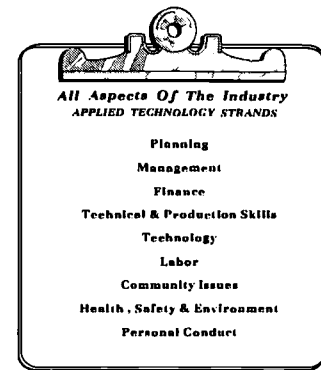 All Aspects Of The Industry
APPLIED TECHNOLOGY STRANDS
Planning
Management
Finance
Technical & Production Skills
Technology
Labor
Community Issues
Health , Safety & Environment
Personal Conduct